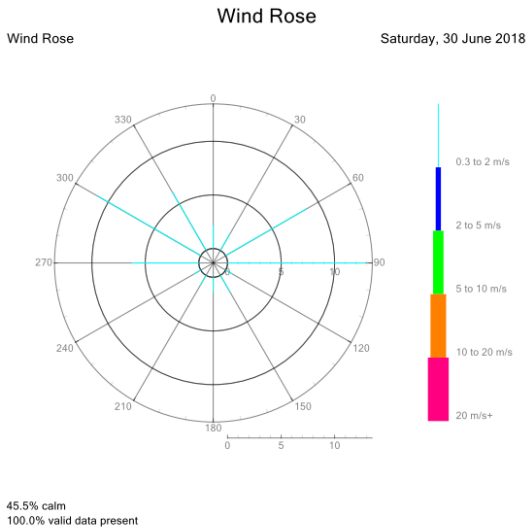 Wind Rose
Wind Rose
Saturday, 30 June 2018
0
330
30
300
60
0.3 to 2 m/s
2 to 5 m/s
270
0
5
10
90
5 to 10 m/s
240
120
10 to 20 m/s
210
150
180
20 m/s+
0
5
10
45.5% calm
100.0% valid data present